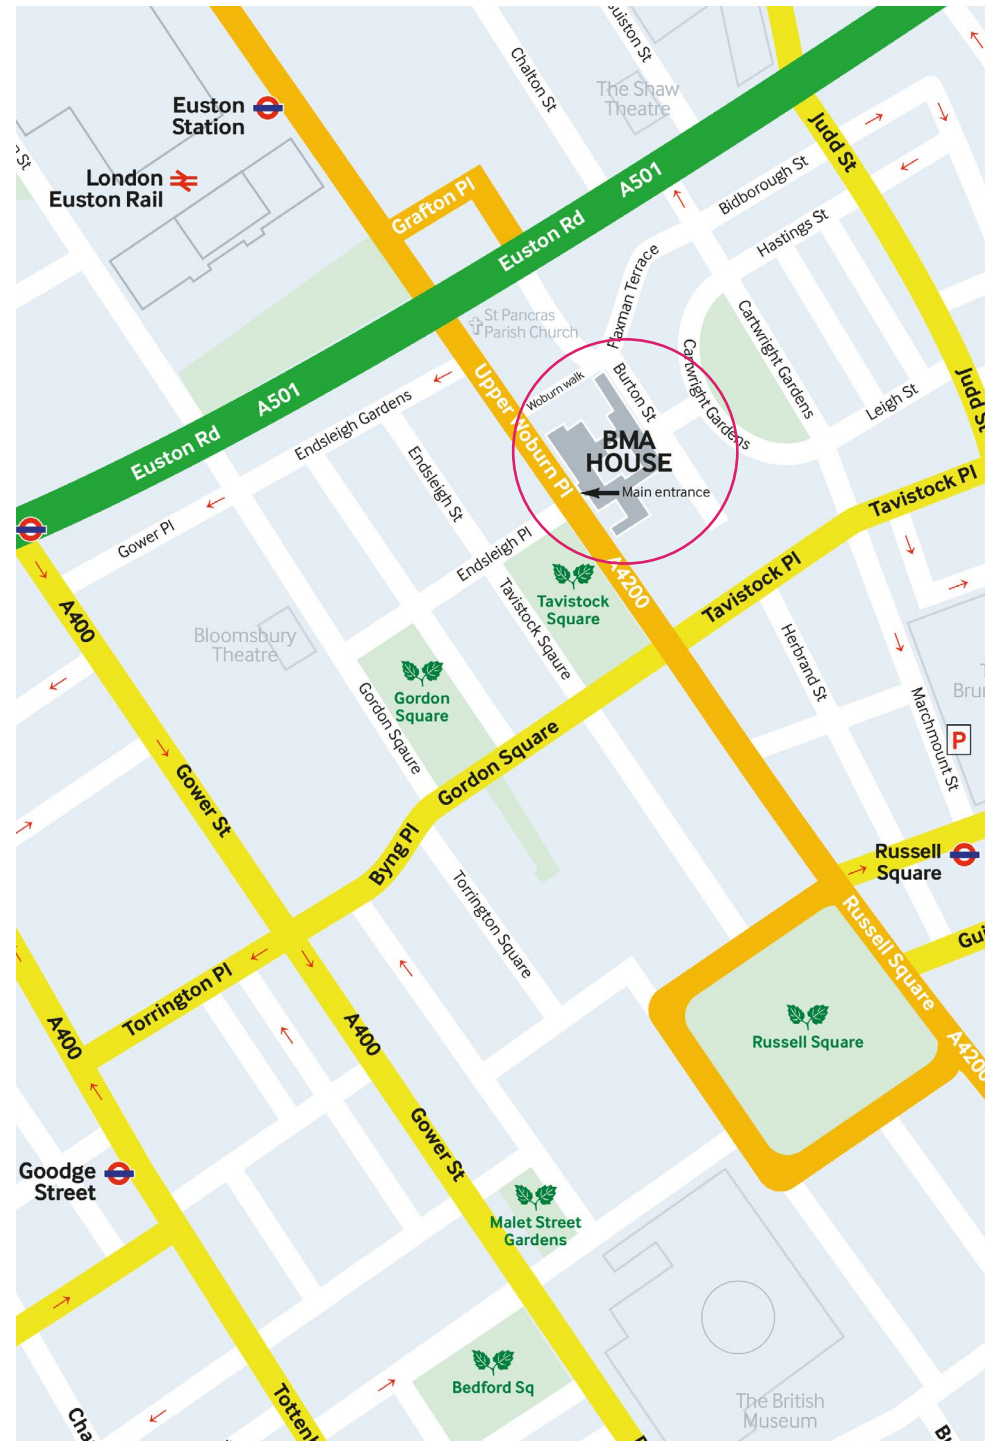 Chalton St
The Shaw
Theatre
Euston
Station
London
Euston Rail
Judd St
Grafton Pl
Euston Rd
A501
Bidborough St
Hastings St
Flaxman Terrace
St Pancras
Parish Church
Cartwright Gardens
Cartwright Gardens
Burton St
Woburn walk
Upper Woburn Pl
Leigh St
Judd St
A501
Euston Rd
Endsleigh Gardens
Endsleigh St
BMA
HOUSE
Main entrance
Tavistock Pl
Gower Pl
Endsleigh Pl
A4200
Tavistock Pl
Tavistock
Square
Tavistock Sqaure
A400
Bloomsbury
Theatre
Gordon
Square
Gordon Sqaure
Herbrand St
Marchmount St
P
Gordon Square
Gower St
Byng Pl
Russell
Square
Torrington Square
Russell Square
Torrington Pl
A400
A400
Russell Square
A4200
Gower St
Goodge
Street
Malet Street
Gardens
Bedford Sq
The British
Museum